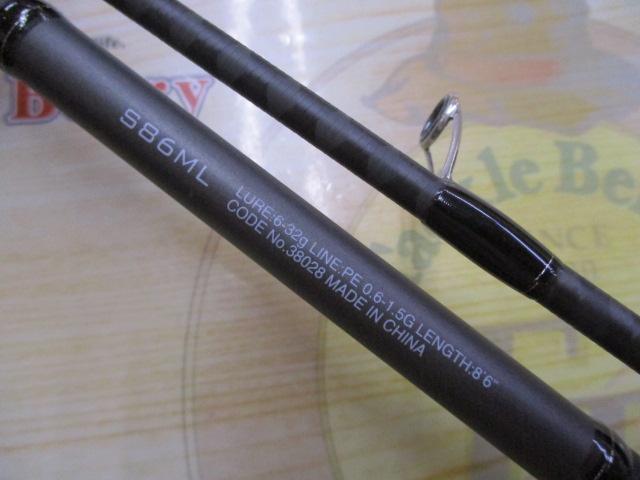 S86ML
LURE:6-32g LINE:PE 0.6-1.5G LENGTH:8'6"
CODE No.38028 MADE IN CHINA